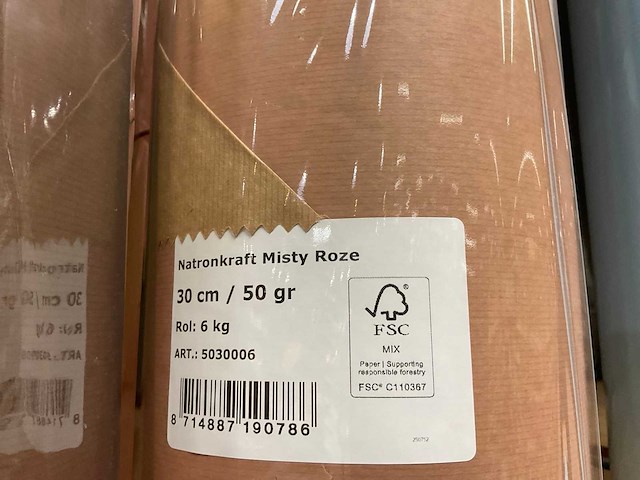 Natronkraft Misty Roze
30 cm / 50 gr
Rol: 6 kg
ART.: 5030006
8 714887 190786
FSC
MIX
Paper | Supporting
responsible forestry
FSC® C110367